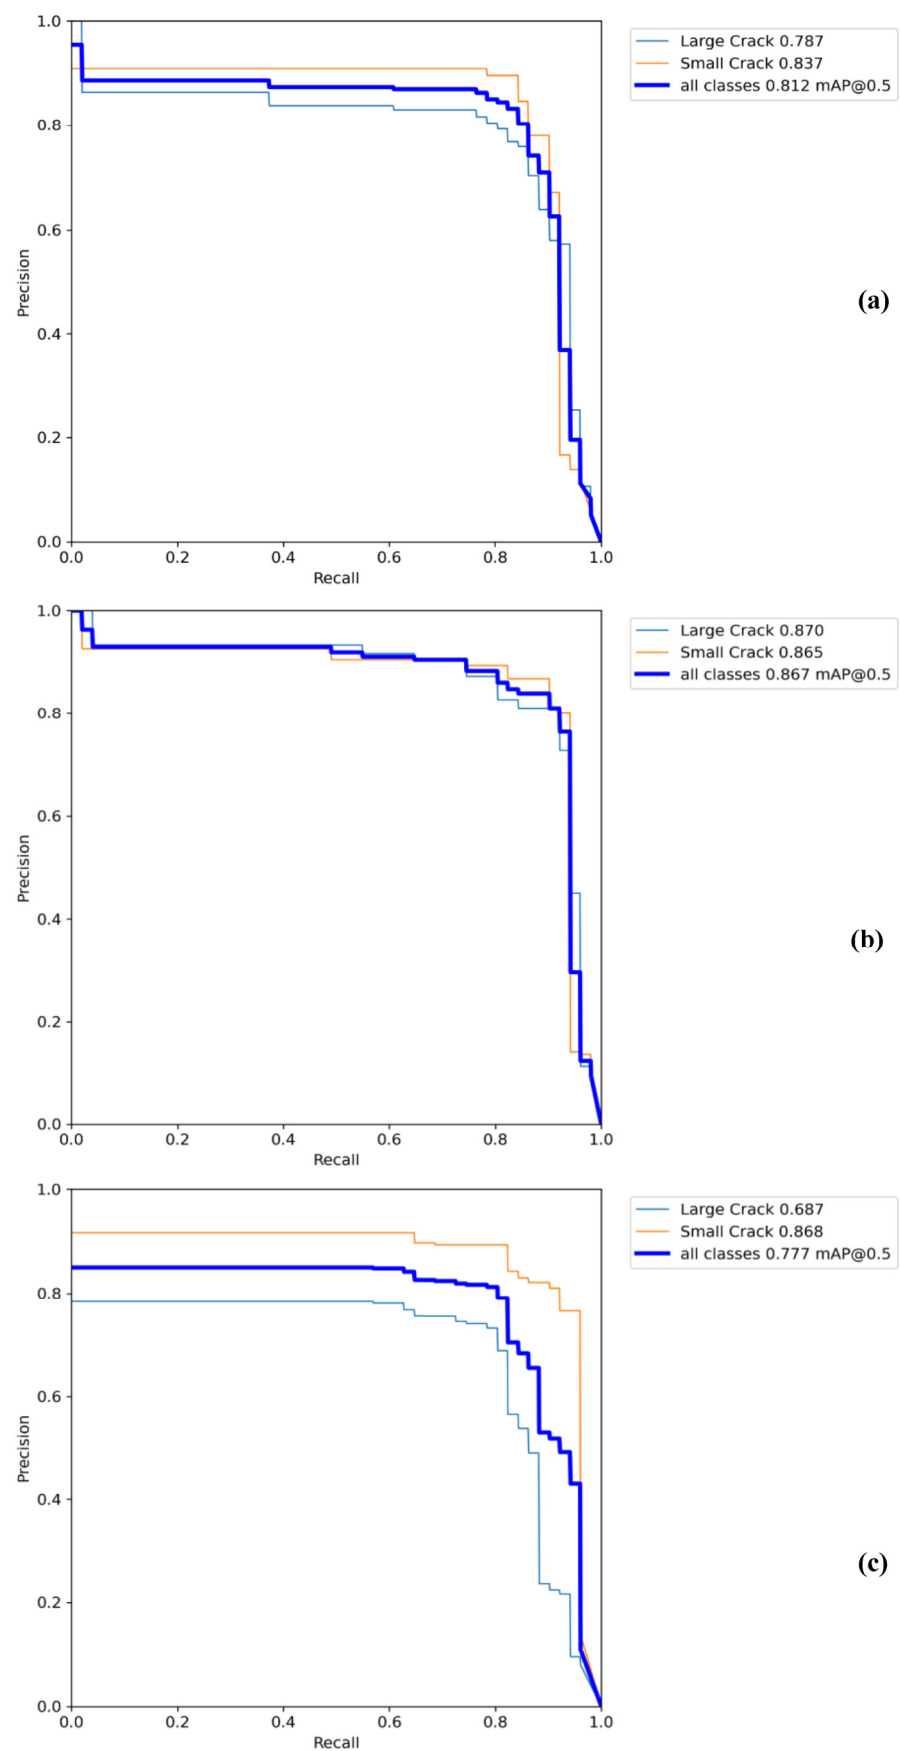 1.0
0.8
0.6
0.4
0.2
0.0
Precision
0.0 0.2 0.4 0.6 0.8 1.0
Recall
Large Crack 0.787
Small Crack 0.837
all classes 0.812 mAP@0.5
(a)
1.0
0.8
0.6
0.4
0.2
0.0
Precision
0.0 0.2 0.4 0.6 0.8 1.0
Recall
Large Crack 0.870
Small Crack 0.865
all classes 0.867 mAP@0.5
(b)
1.0
0.8
0.6
0.4
0.2
0.0
Precision
0.0 0.2 0.4 0.6 0.8 1.0
Recall
Large Crack 0.687
Small Crack 0.868
all classes 0.777 mAP@0.5
(c)